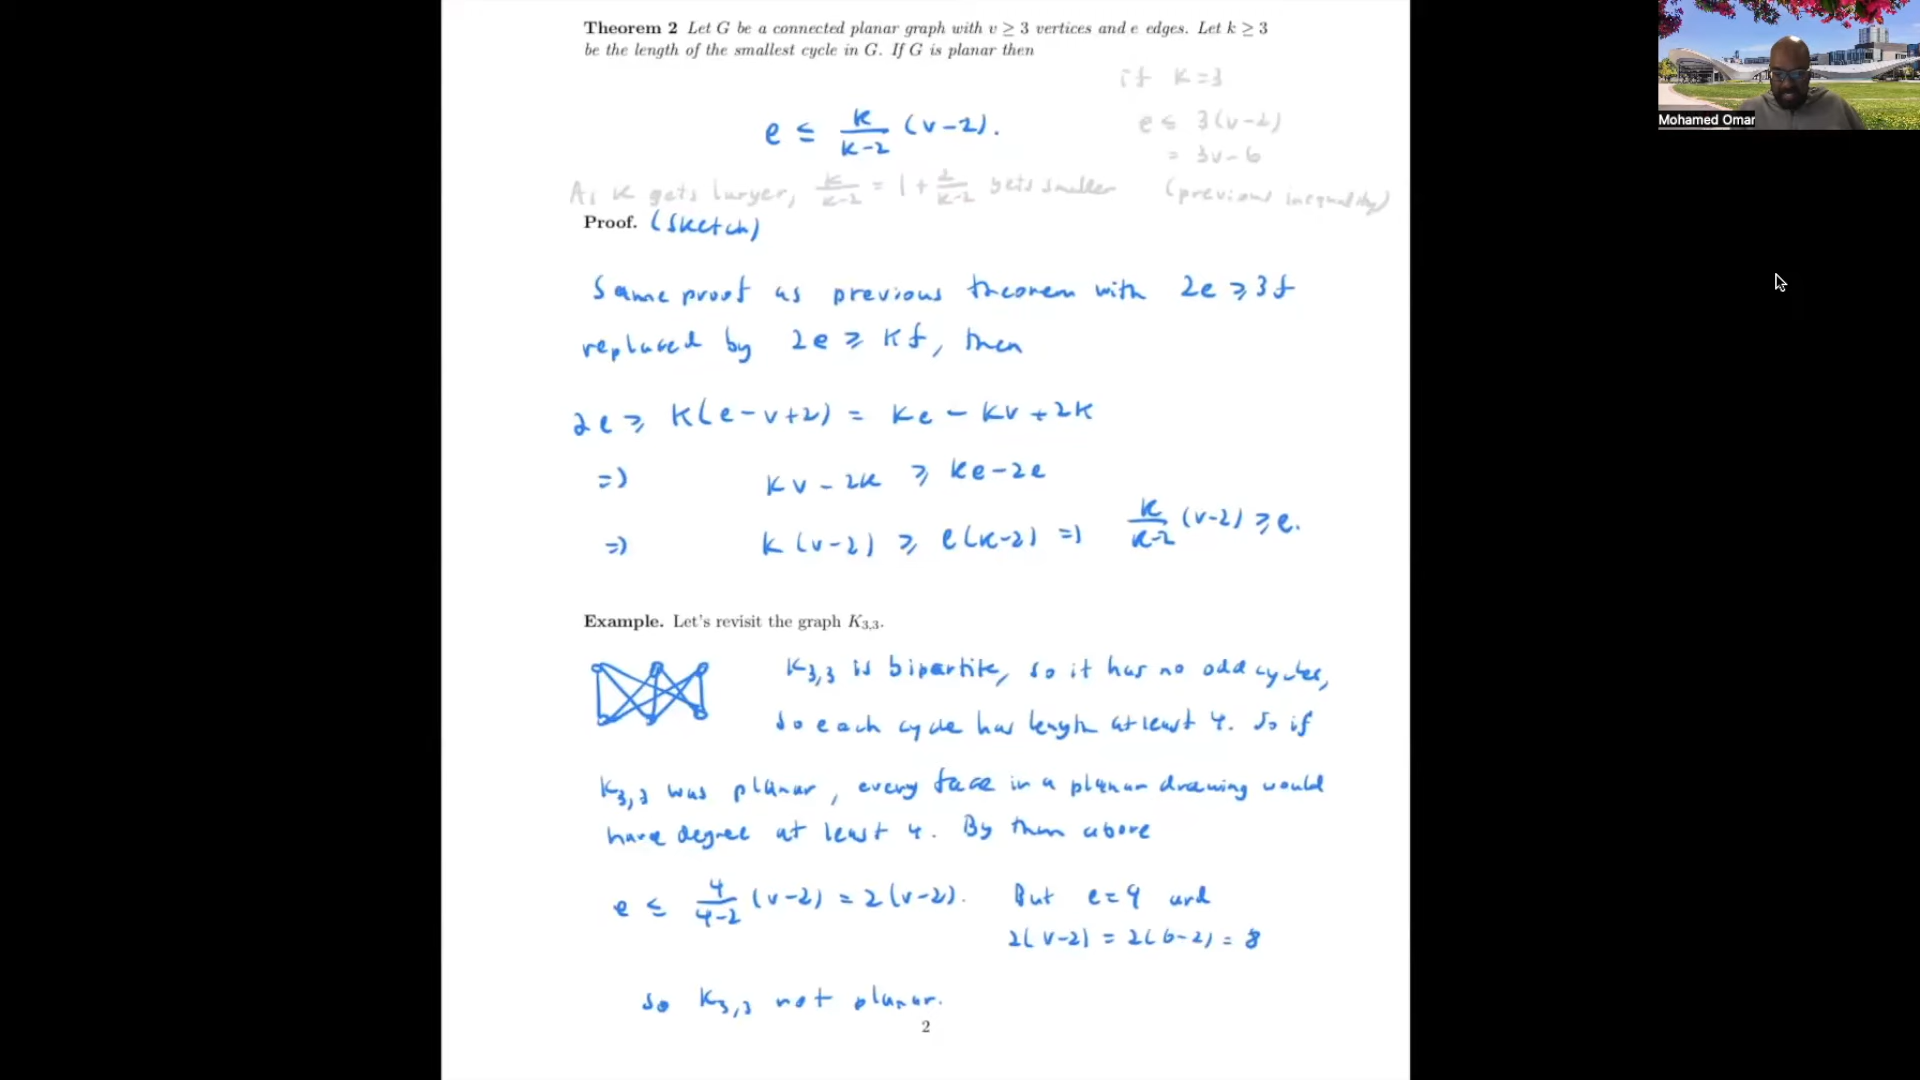 Theorem 2 Let G be a connected planar graph with v ≥ 3 vertices and e edges. Let k ≥ 3
be the length of the smallest cycle in G. If G is planar then
if k=3
e ≤ k/(k-2) (v-2).
e ≤ 3(v-2)
= 3v-6
As k gets larger, k/(k-2) = 1 + 2/(k-2) gets smaller
(previous inequality)
Proof. (sketch)
Same proof as previous theorem with 2e ≥ 3f
replaced by 2e ≥ kf, then
2e ≥ k(e-v+2) = ke - kv + 2k
=> kv - 2k ≥ ke-2e
=> k(v-2) ≥ e(k-2) => k/(k-2) (v-2) ≥ e.
Example. Let's revisit the graph K3,3.
K3,3 is bipartite, so it has no odd cycles,
so each cycle has length at least 4. So if
K3,3 was planar, every face in a planar drawing would
have degree at least 4. By thm above
e ≤ 4/(4-2) (v-2) = 2(v-2). But e=9 and
2(v-2) = 2(6-2) = 8
so K3,3 not planar.
2
Mohamed Omar